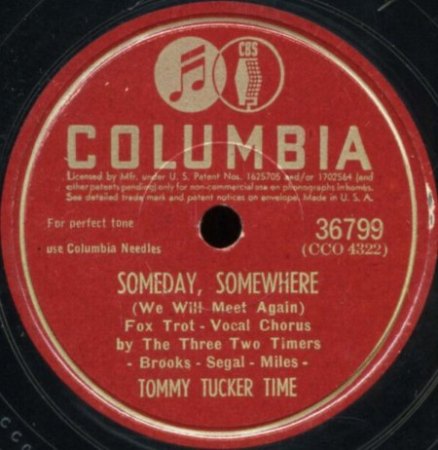 CBS
COLUMBIA
Licensed by Mfr. under U. S. Patent Nos. 1625705 and/or 1702564 (and
other patents pending) only for non-commercial use on phonographs in homes.
See detailed trade mark and patent notices on envelope. Made in U. S. A.
For perfect tone
use Columbia Needles
36799
(CCO 4322)
SOMEDAY, SOMEWHERE
(We Will Meet Again)
Fox Trot - Vocal Chorus
by The Three Two Timers
- Brooks - Segal - Miles -
TOMMY TUCKER TIME